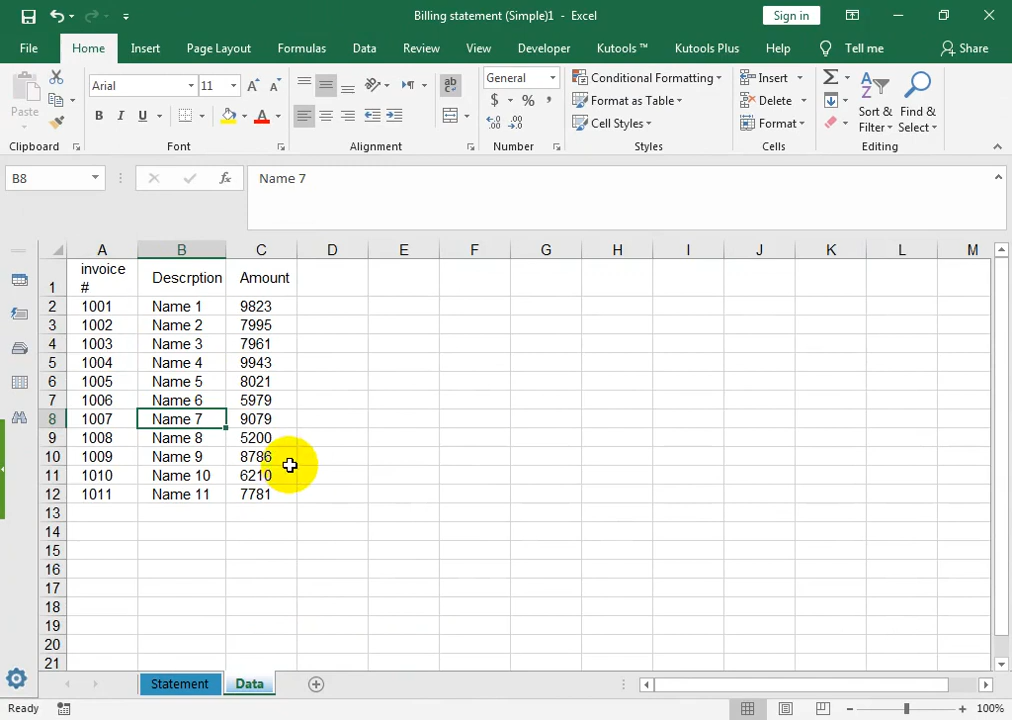 Billing statement (Simple)1 - Excel
Sign in
File Home Insert Page Layout Formulas Data Review View Developer Kutools ™ Kutools Plus Help Tell me Share
Arial 11 A A ab General Conditional Formatting Insert
Paste Format as Table Delete Sort & Find &
B I U A $ % , Cell Styles Format Filter Select
Clipboard Font Alignment Number Styles Cells Editing
B8 fx Name 7
A B C D E F G H I J K L M
1 invoice # Descrption Amount
2 1001 Name 1 9823
3 1002 Name 2 7995
4 1003 Name 3 7961
5 1004 Name 4 9943
6 1005 Name 5 8021
7 1006 Name 6 5979
8 1007 Name 7 9079
9 1008 Name 8 5200
10 1009 Name 9 8786
11 1010 Name 10 6210
12 1011 Name 11 7781
13
14
15
16
17
18
19
20
21
Statement Data
Ready 100%